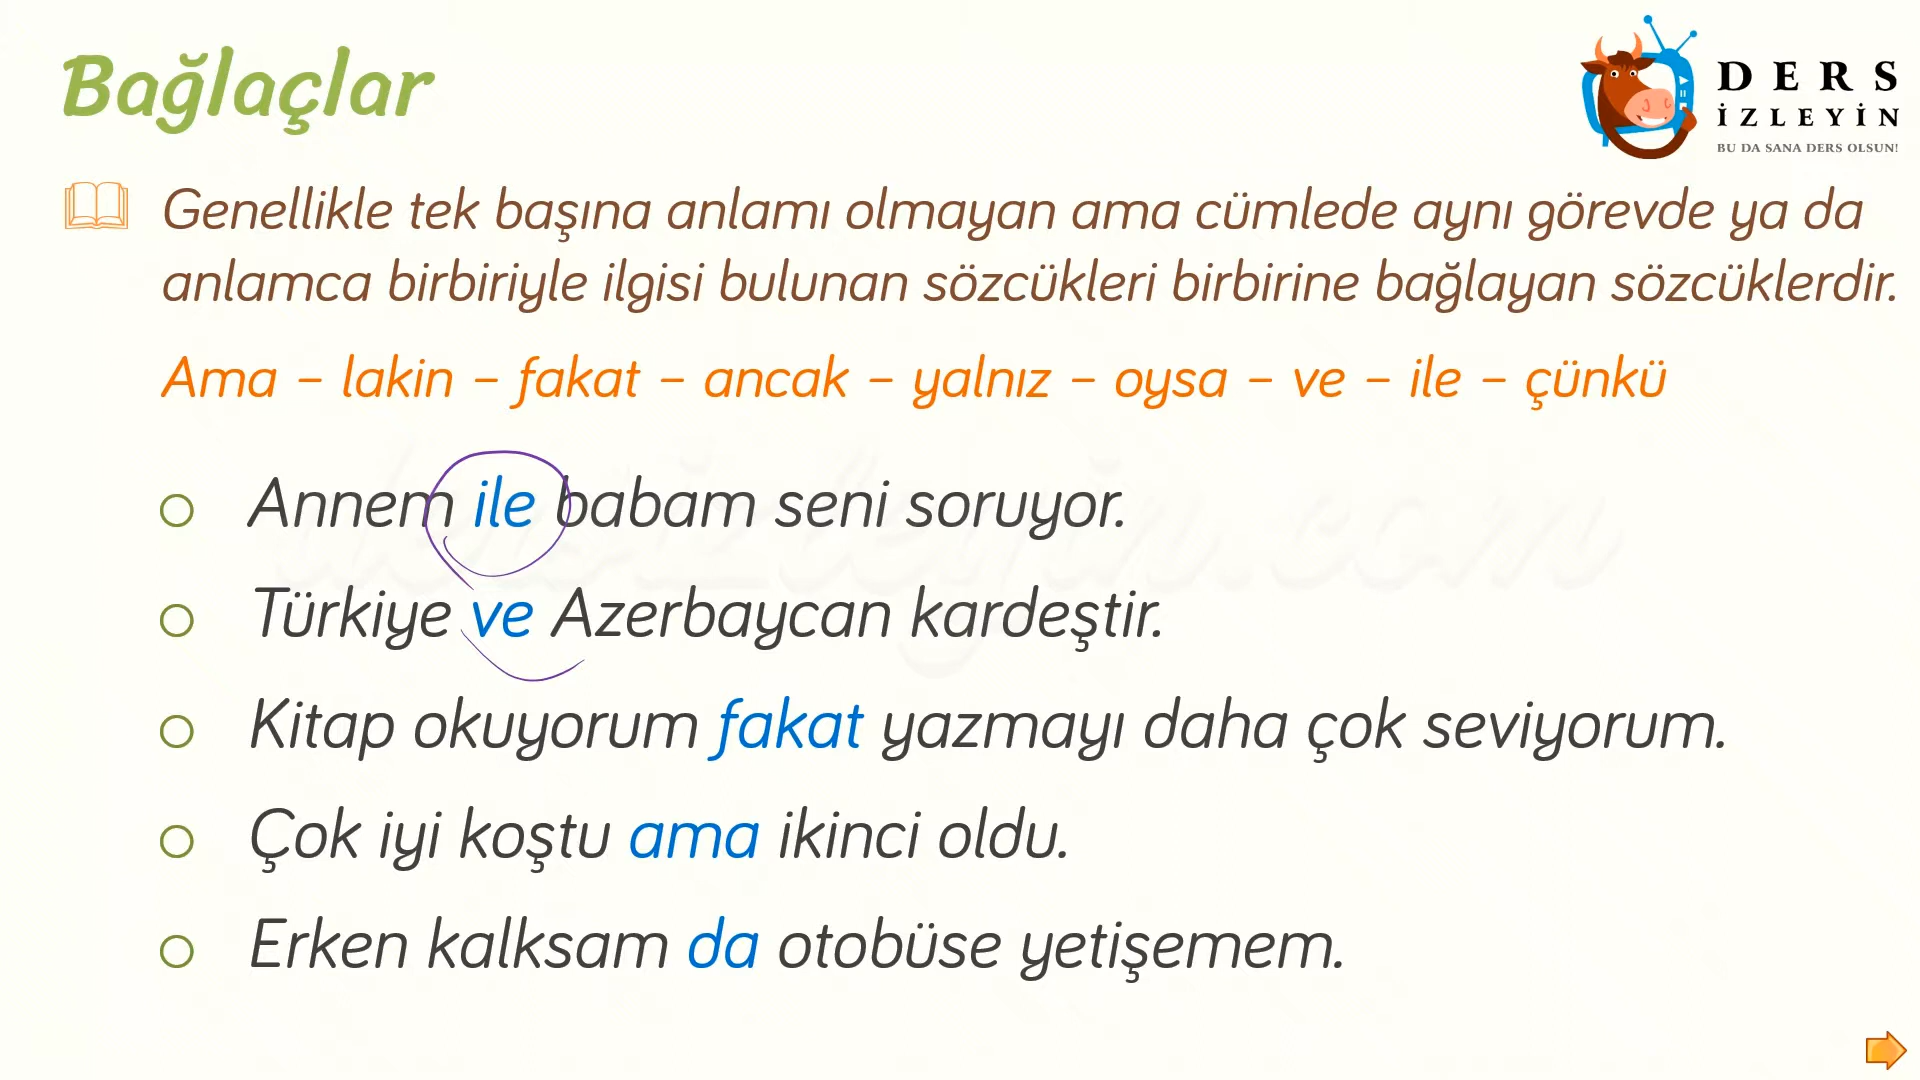 Bağlaçlar
DERS
İZLEYİN
BU DA SANA DERS OLSUN!
Genellikle tek başına anlamı olmayan ama cümlede aynı görevde ya da
anlamca birbiriyle ilgisi bulunan sözcükleri birbirine bağlayan sözcüklerdir.
Ama – lakin – fakat – ancak – yalnız – oysa – ve – ile – çünkü
Annem ile babam seni soruyor.
Türkiye ve Azerbaycan kardeştir.
Kitap okuyorum fakat yazmayı daha çok seviyorum.
Çok iyi koştu ama ikinci oldu.
Erken kalksam da otobüse yetişemem.